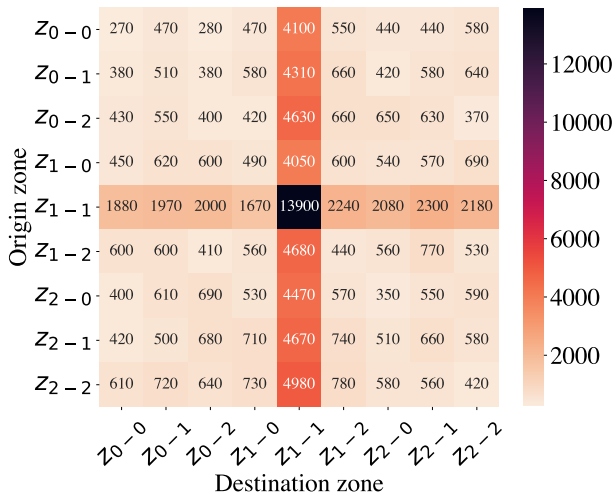 Origin zone
z0−0 270 470 280 470 4100 550 440 440 580
z0−1 380 510 380 580 4310 660 420 580 640
z0−2 430 550 400 420 4630 660 650 630 370
z1−0 450 620 600 490 4050 600 540 570 690
z1−1 1880 1970 2000 1670 13900 2240 2080 2300 2180
z1−2 600 600 410 560 4680 440 560 770 530
z2−0 400 610 690 530 4470 570 350 550 590
z2−1 420 500 680 710 4670 740 510 660 580
z2−2 610 720 640 730 4980 780 580 560 420
z0−0 z0−1 z0−2 z1−0 z1−1 z1−2 z2−0 z2−1 z2−2
Destination zone
12000
10000
8000
6000
4000
2000